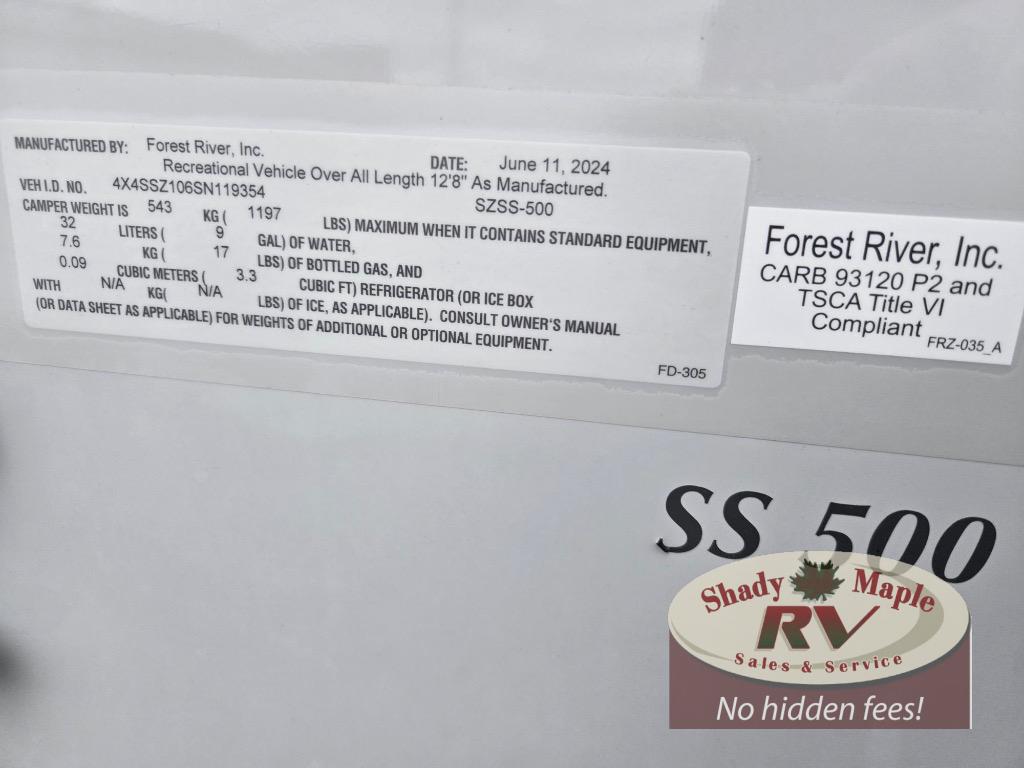 MANUFACTURED BY: Forest River, Inc. DATE: June 11, 2024
Recreational Vehicle Over All Length 12'8" As Manufactured.
VEH I.D. NO. 4X4SSZ106SN119354 SZSS-500
CAMPER WEIGHT IS 543 KG ( 1197 LBS) MAXIMUM WHEN IT CONTAINS STANDARD EQUIPMENT,
32 LITERS ( 9 GAL) OF WATER,
7.6 KG ( 17 LBS) OF BOTTLED GAS, AND
0.09 CUBIC METERS ( 3.3 CUBIC FT) REFRIGERATOR (OR ICE BOX
WITH N/A KG( N/A LBS) OF ICE, AS APPLICABLE). CONSULT OWNER'S MANUAL
(OR DATA SHEET AS APPLICABLE) FOR WEIGHTS OF ADDITIONAL OR OPTIONAL EQUIPMENT.
FD-305
Forest River, Inc.
CARB 93120 P2 and
TSCA Title VI
Compliant
FRZ-035_A
SS 500
Shady Maple
RV
Sales & Service
No hidden fees!